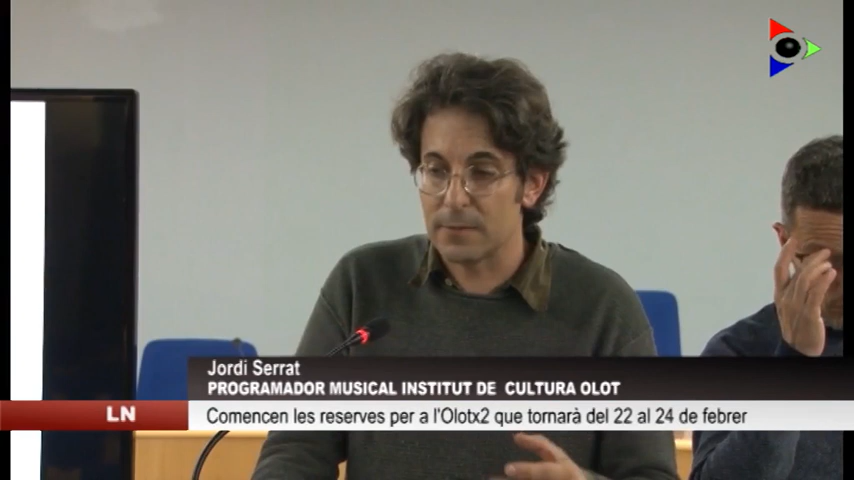 Jordi Serrat
PROGRAMADOR MUSICAL INSTITUT DE CULTURA OLOT
LN
Comencen les reserves per a l'Olotx2 que tornarà del 22 al 24 de febrer